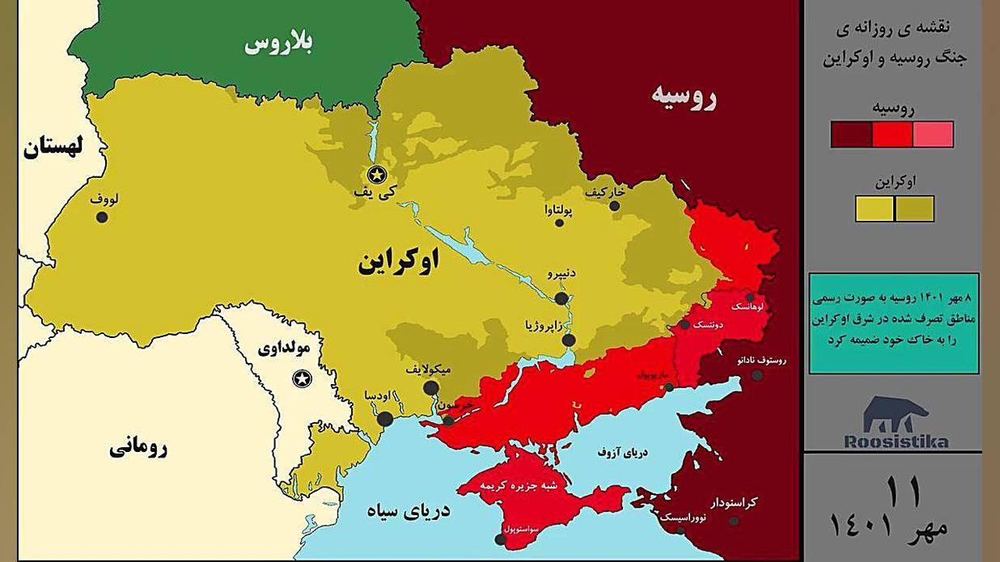 نقشه ی روزانه ی
جنگ روسیه و اوکراین
روسیه
اوکراین
۸ مهر ۱۴۰۱ روسیه به صورت رسمی
مناطق تصرف شده در شرق اوکراین
را به خاک خود ضمیمه کرد
Roosistika
۱۱
مهر ۱۴۰۱
بلاروس
روسیه
لهستان
کی یف
لووف
خارکیف
پولتاوا
اوکراین
دنیپرو
لوهانسک
زاپروژیا
دونتسک
مولداوی
روستوف نادانو
میکولایف
ماریوپول
اودسا
خرسون
رومانی
دریای آزوف
شبه جزیره کریمه
دریای سیاه
کراسنودار
نووراسیسک
سواستوپول